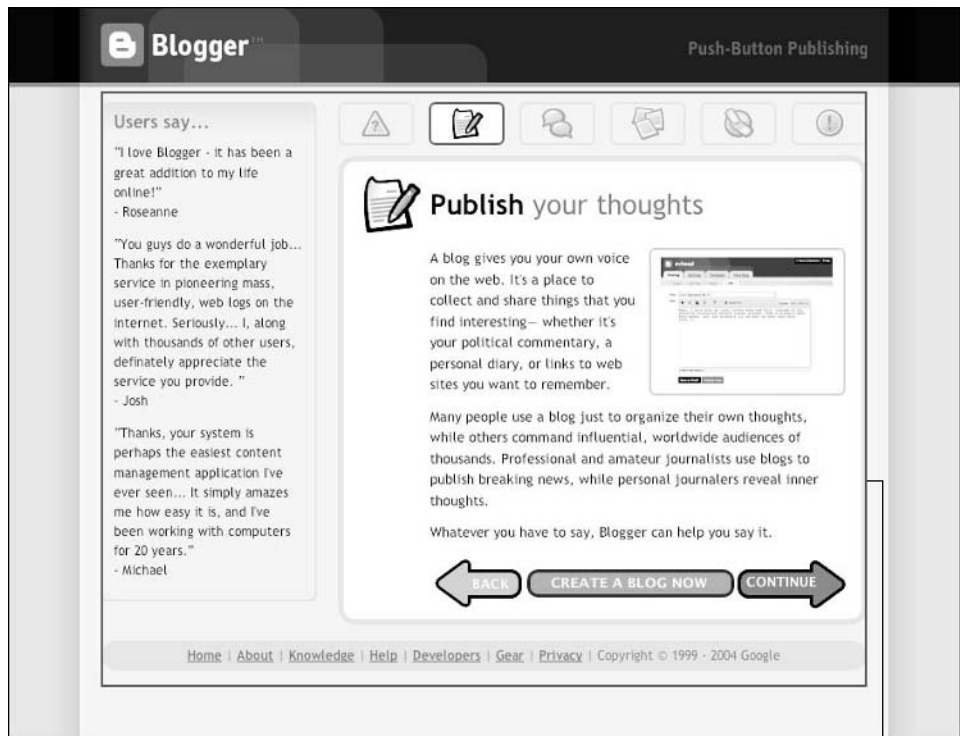 Blogger™
Push-Button Publishing
Users say...
"I love Blogger - it has been a
great addition to my life
online!"
- Roseanne
"You guys do a wonderful job...
Thanks for the exemplary
service in pioneering mass,
user-friendly, web logs on the
internet. Seriously... I, along
with thousands of other users,
definately appreciate the
service you provide. "
- Josh
"Thanks, your system is
perhaps the easiest content
management application I've
ever seen... It simply amazes
me how easy it is, and I've
been working with computers
for 20 years."
- Michael
Publish your thoughts
A blog gives you your own voice
on the web. It's a place to
collect and share things that you
find interesting— whether it's
your political commentary, a
personal diary, or links to web
sites you want to remember.
Many people use a blog just to organize their own thoughts,
while others command influential, worldwide audiences of
thousands. Professional and amateur journalists use blogs to
publish breaking news, while personal journalers reveal inner
thoughts.
Whatever you have to say, Blogger can help you say it.
BACK
CREATE A BLOG NOW
CONTINUE
Home | About | Knowledge | Help | Developers | Gear | Privacy | Copyright © 1999 - 2004 Google